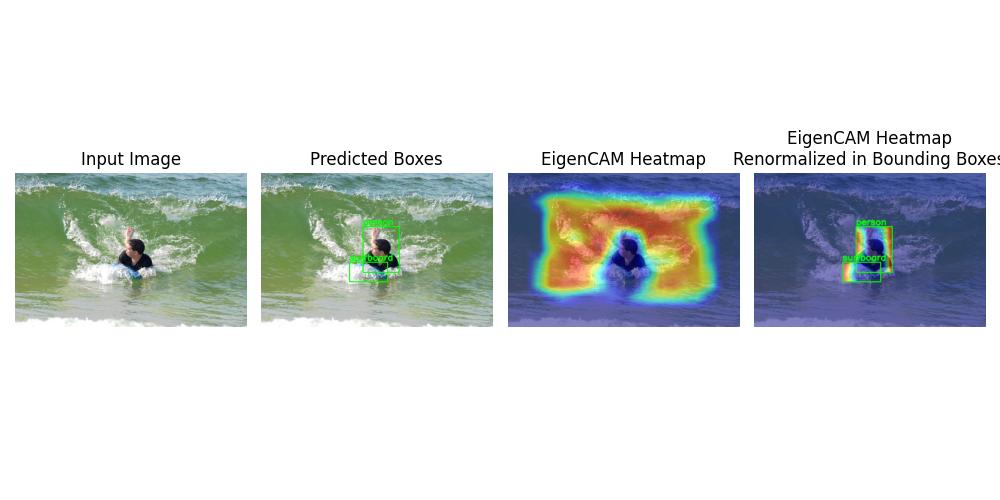 Input Image
Predicted Boxes
EigenCAM Heatmap
EigenCAM Heatmap
Renormalized in Bounding Boxes
person
surfboard
person
surfboard